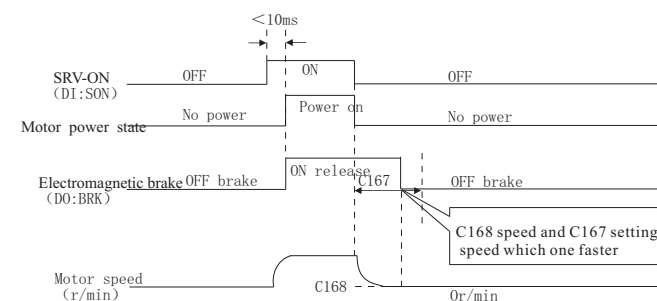 <10ms
SRV-ON OFF ON OFF
(DI:SON)
Motor power state No power Power on No power
Electromagnetic brake OFF brake ON release C167 OFF brake
(DO:BRK)
C168 speed and C167 setting
speed which one faster
Motor speed C168
(r/min) 0r/min